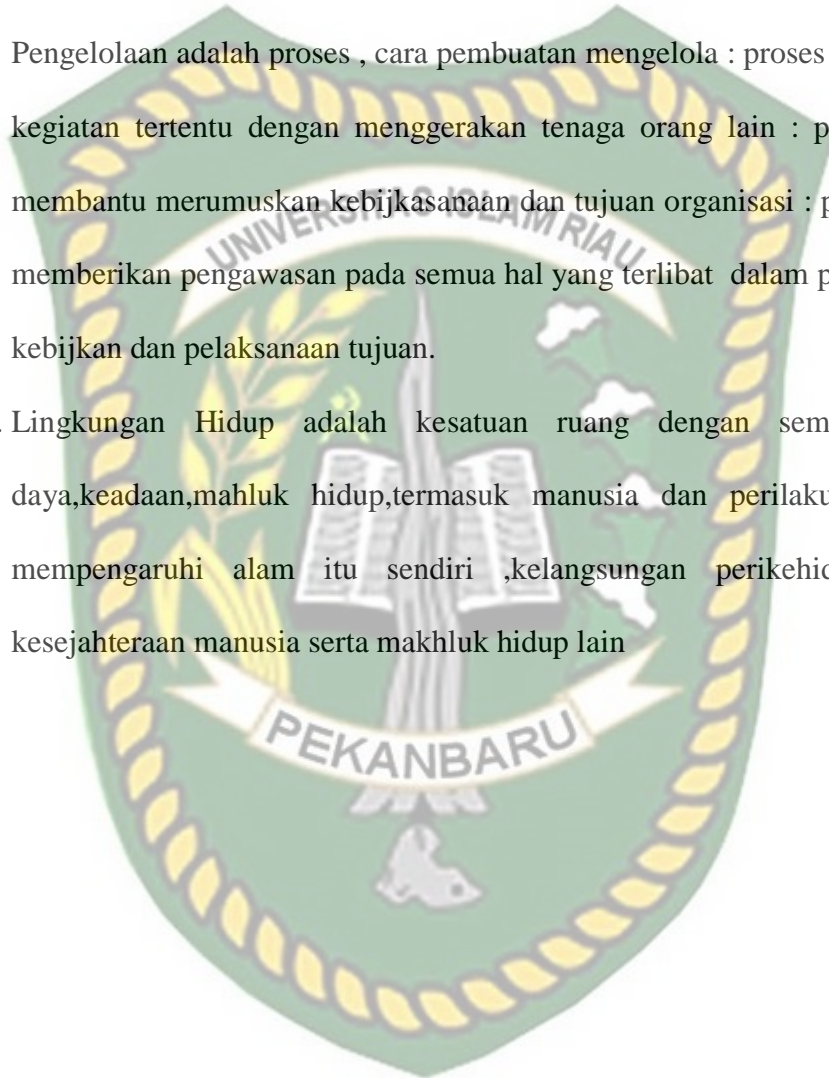 Pengelolaan adalah proses , cara pembuatan mengelola : proses
kegiatan tertentu dengan menggerakan tenaga orang lain : p
membantu merumuskan kebijkasanaan dan tujuan organisasi : p
memberikan pengawasan pada semua hal yang terlibat dalam p
kebijkan dan pelaksanaan tujuan.
. Lingkungan Hidup adalah kesatuan ruang dengan sem
daya,keadaan,mahluk hidup,termasuk manusia dan perilaku
mempengaruhi alam itu sendiri ,kelangsungan perikehid
kesejahteraan manusia serta makhluk hidup lain
UNIVERSITAS ISLAM RIAU
PEKANBARU